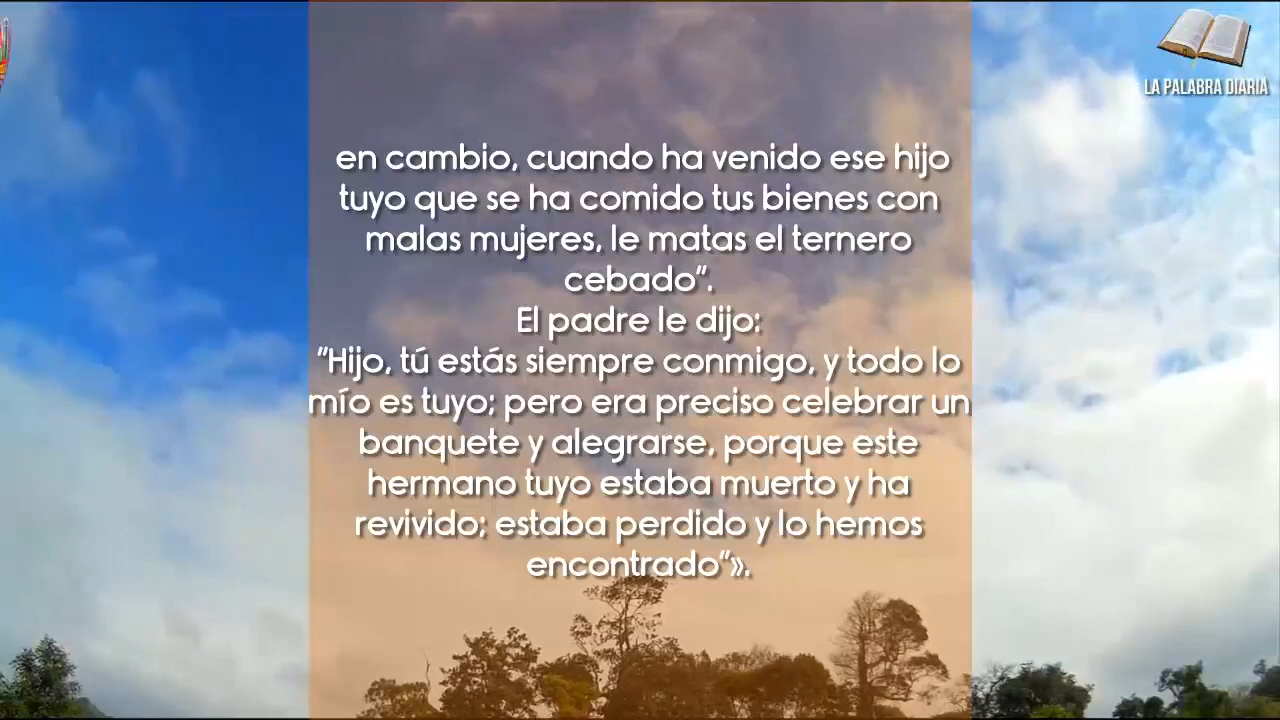 LA PALABRA DIARIA
en cambio, cuando ha venido ese hijo
tuyo que se ha comido tus bienes con
malas mujeres, le matas el ternero
cebado”.
El padre le dijo:
“Hijo, tú estás siempre conmigo, y todo lo
mío es tuyo; pero era preciso celebrar un
banquete y alegrarse, porque este
hermano tuyo estaba muerto y ha
revivido; estaba perdido y lo hemos
encontrado”».